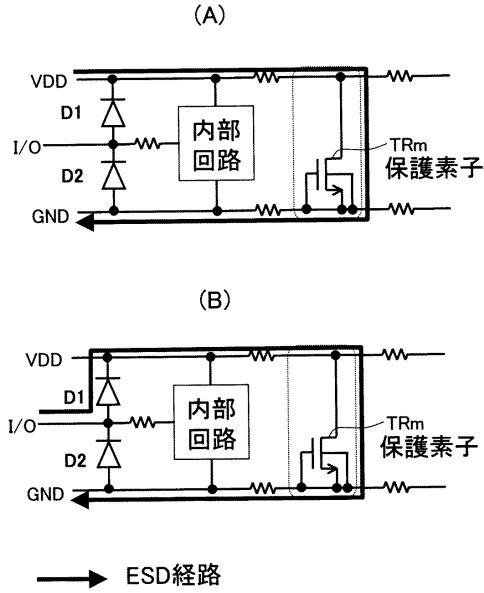 (A)
VDD
D1
I/O
内部
回路
TRm
保護素子
D2
GND
(B)
VDD
D1
I/O
内部
回路
TRm
保護素子
D2
GND
ESD経路